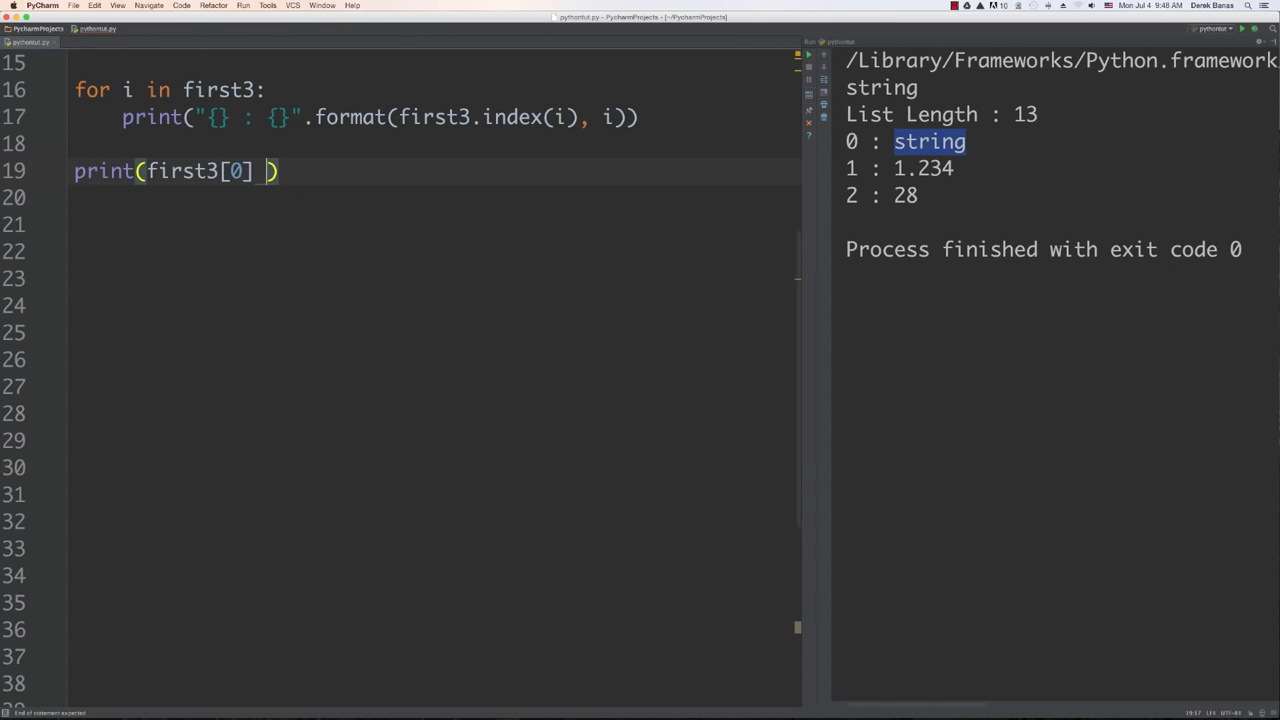 PyCharm File Edit View Navigate Code Refactor Run Tools VCS Window Help
10 Mon Jul 4 9:48 AM Derek Banas
pythontut.py - PycharmProjects - [~/PycharmProjects]
PycharmProjects pythontut.py pythontut
pythontut.py
Run pythontut
15
16 for i in first3:
17 print("{} : {}".format(first3.index(i), i))
18
19 print(first3[0] )
20
21
22
23
24
25
26
27
28
29
30
31
32
33
34
35
36
37
38
/Library/Frameworks/Python.framework
string
List Length : 13
0 : string
1 : 1.234
2 : 28
Process finished with exit code 0
End of statement expected
19:17 LF‡ UTF-8‡